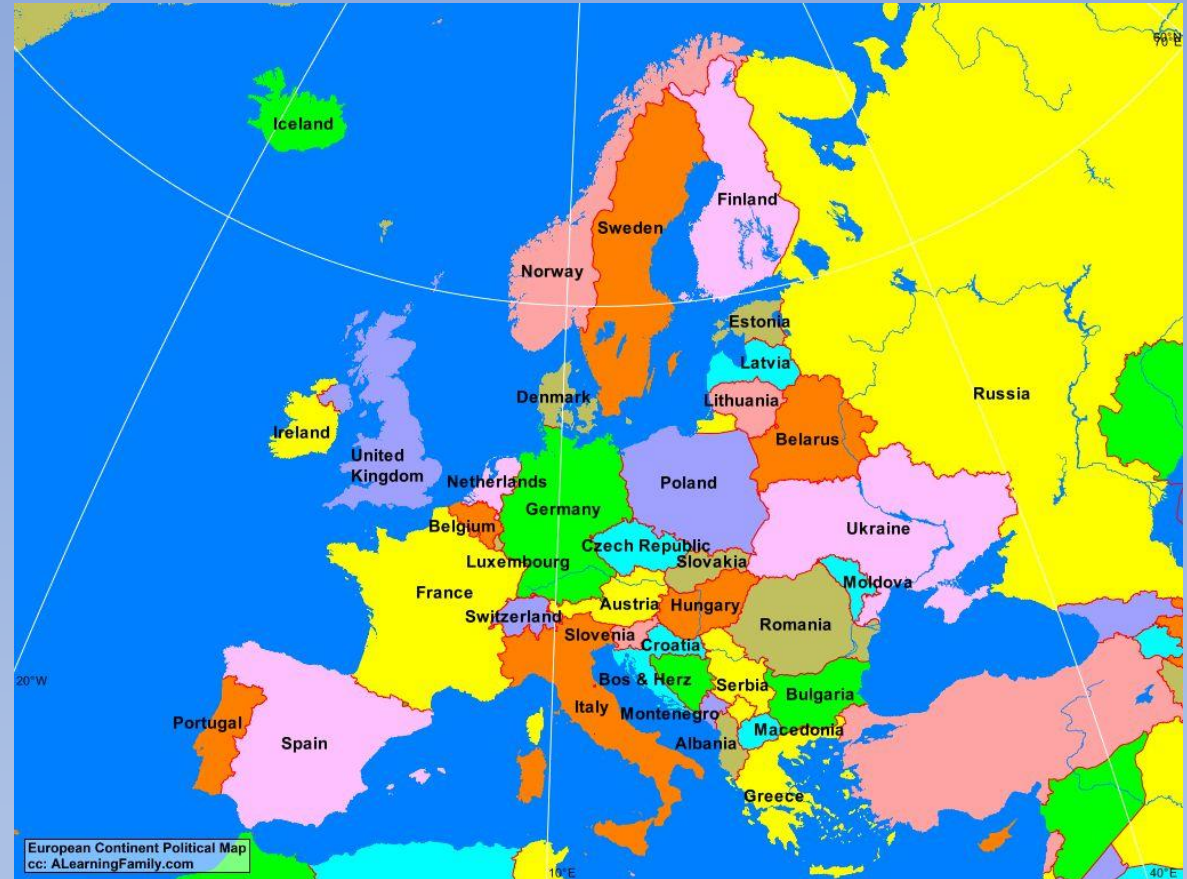 60°N
70°E
Iceland
Finland
Sweden
Norway
Estonia
Latvia
Denmark
Lithuania
Russia
Ireland
Belarus
United
Kingdom
Netherlands
Poland
Germany
Belgium
Ukraine
Czech Republic
Slovakia
Luxembourg
Moldova
France
Austria
Hungary
Switzerland
Romania
Slovenia
Croatia
20°W
Bos & Herz
Serbia
Bulgaria
Italy
Montenegro
Portugal
Macedonia
Spain
Albania
Greece
European Continent Political Map
cc: ALearningFamily.com
10°E
40°E